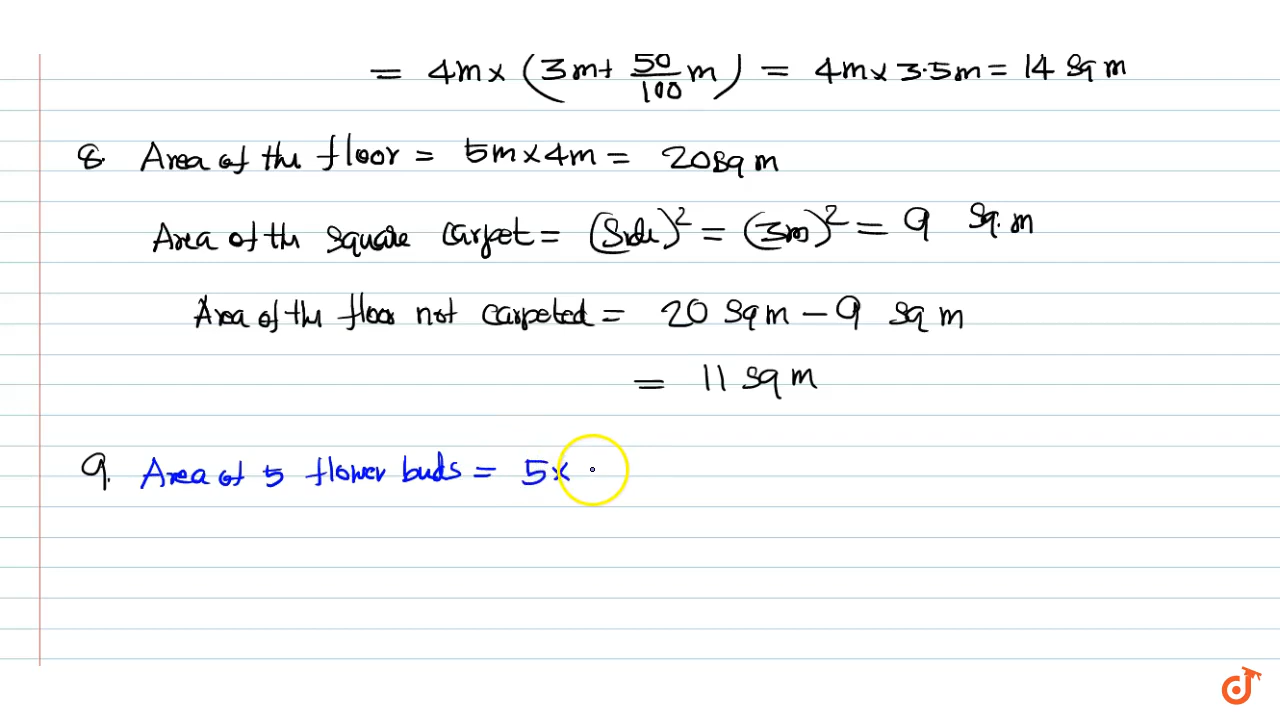 = 4m x (3m + 50/100 m) = 4m x 3.5m = 14 sq m
8. Area of the floor = 5m x 4m = 20 sq m
Area of the square carpet = (Side)² = (3m)² = 9 sq.m
Area of the floor not carpeted = 20 sq m - 9 sq m
= 11 sq m
9. Area of 5 flower buds = 5x